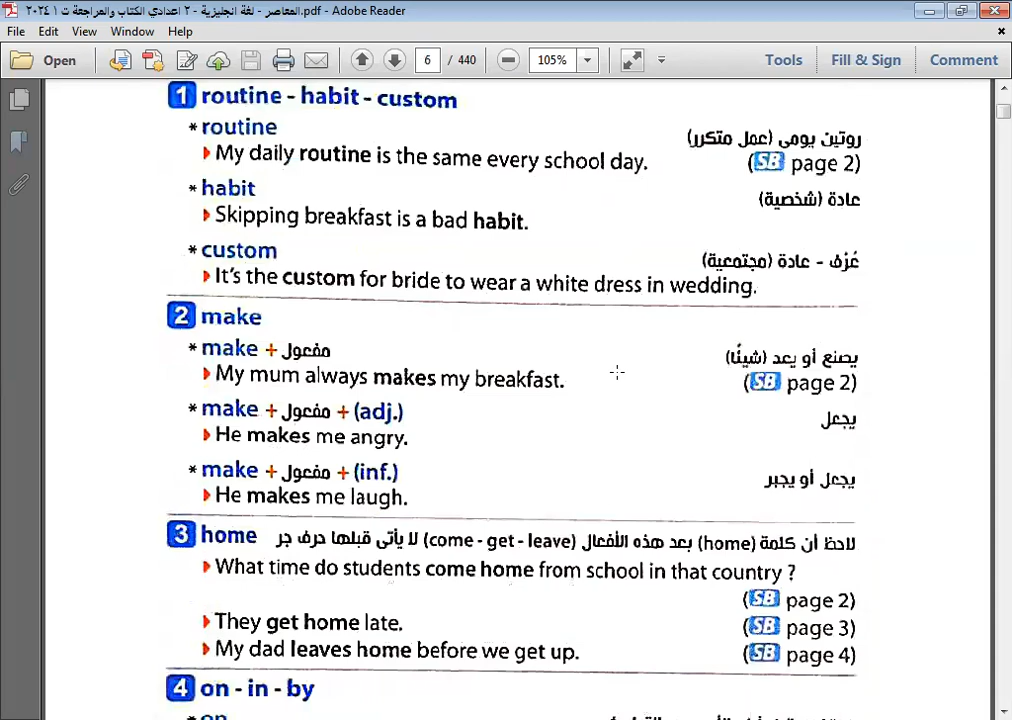 المعاصر - لغة انجليزية - ٢ اعدادي الكتاب والمراجعة ت ١ ٢٠٢٤.pdf - Adobe Reader
File Edit View Window Help
Open 6 / 440 105% Tools Fill & Sign Comment
1 routine - habit - custom
* routine روتين يومى (عمل متكرر)
My daily routine is the same every school day. (SB page 2)
* habit عادة (شخصية)
Skipping breakfast is a bad habit.
* custom عُرْف - عادة (مجتمعية)
It's the custom for bride to wear a white dress in wedding.
2 make
* make + مفعول يصنع أو يعد (شيئًا)
My mum always makes my breakfast. (SB page 2)
* make + مفعول + (adj.) يجعل
He makes me angry.
* make + مفعول + (inf.) يجعل أو يجبر
He makes me laugh.
3 home لاحظ أن كلمة (home) بعد هذه الأفعال (come - get - leave) لا يأتى قبلها حرف جر
What time do students come home from school in that country ?
(SB page 2)
They get home late. (SB page 3)
My dad leaves home before we get up. (SB page 4)
4 on - in - by
* on